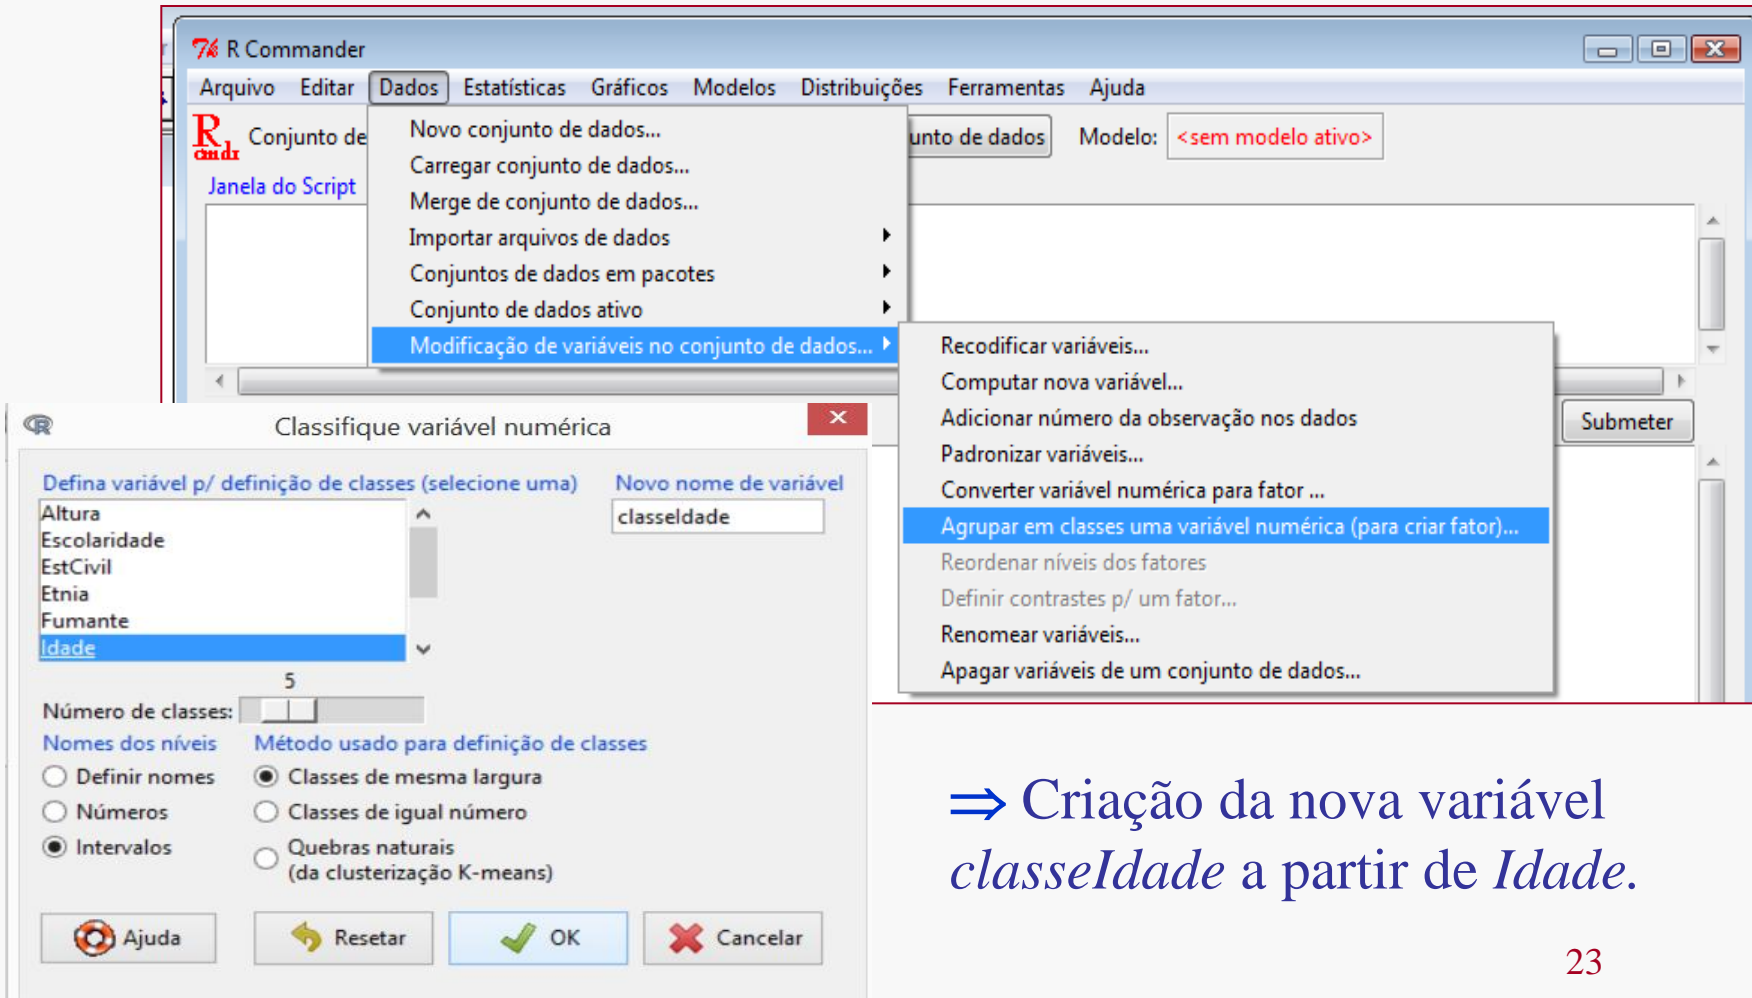 R Commander
Arquivo Editar Dados Estatísticas Gráficos Modelos Distribuições Ferramentas Ajuda
R cmdr Conjunto de unto de dados Modelo: <sem modelo ativo>
Janela do Script
Novo conjunto de dados...
Carregar conjunto de dados...
Merge de conjunto de dados...
Importar arquivos de dados
Conjuntos de dados em pacotes
Conjunto de dados ativo
Modificação de variáveis no conjunto de dados...
Recodificar variáveis...
Computar nova variável...
Adicionar número da observação nos dados
Padronizar variáveis...
Converter variável numérica para fator ...
Agrupar em classes uma variável numérica (para criar fator)...
Reordenar níveis dos fatores
Definir contrastes p/ um fator...
Renomear variáveis...
Apagar variáveis de um conjunto de dados...
Submeter
Classifique variável numérica
Defina variável p/ definição de classes (selecione uma)
Novo nome de variável
Altura
Escolaridade
EstCivil
Etnia
Fumante
Idade
classeIdade
5
Número de classes:
Nomes dos níveis
Definir nomes
Números
Intervalos
Método usado para definição de classes
Classes de mesma largura
Classes de igual número
Quebras naturais
(da clusterização K-means)
Ajuda Resetar OK Cancelar
⇒ Criação da nova variável
classeIdade a partir de Idade.
23